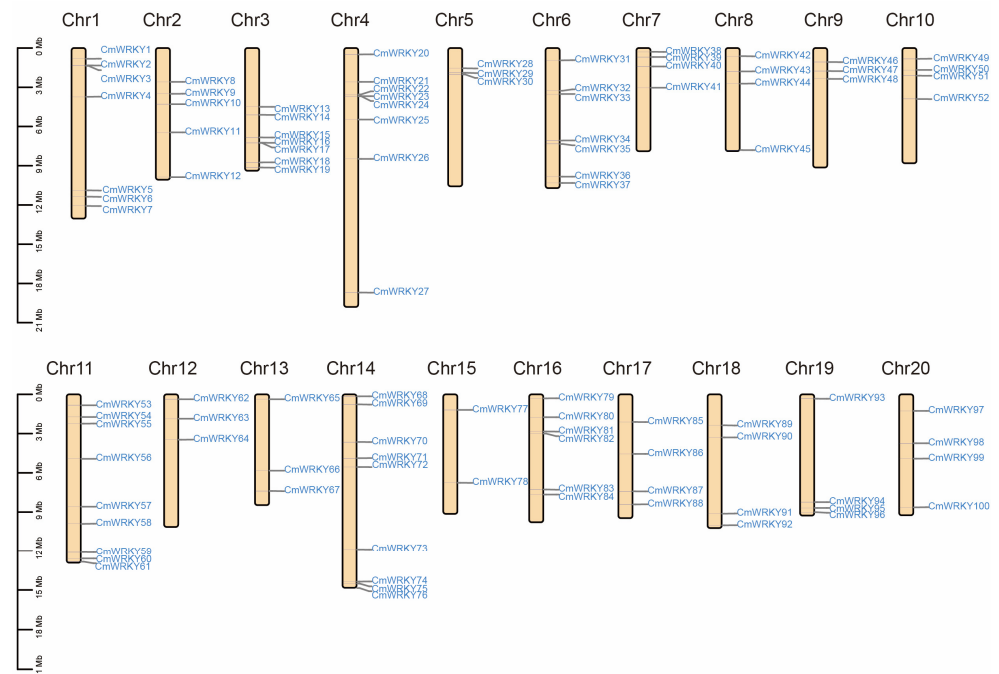 Chr1 Chr2 Chr3 Chr4 Chr5 Chr6 Chr7 Chr8 Chr9 Chr10
0 Mb
3 Mb
6 Mb
9 Mb
12 Mb
15 Mb
18 Mb
21 Mb
CmWRKY1
CmWRKY2
CmWRKY3
CmWRKY4
CmWRKY5
CmWRKY6
CmWRKY7
CmWRKY8
CmWRKY9
CmWRKY10
CmWRKY11
CmWRKY12
CmWRKY13
CmWRKY14
CmWRKY15
CmWRKY16
CmWRKY17
CmWRKY18
CmWRKY19
CmWRKY20
CmWRKY21
CmWRKY22
CmWRKY23
CmWRKY24
CmWRKY25
CmWRKY26
CmWRKY27
CmWRKY28
CmWRKY29
CmWRKY30
CmWRKY31
CmWRKY32
CmWRKY33
CmWRKY34
CmWRKY35
CmWRKY36
CmWRKY37
CmWRKY38
CmWRKY39
CmWRKY40
CmWRKY41
CmWRKY42
CmWRKY43
CmWRKY44
CmWRKY45
CmWRKY46
CmWRKY47
CmWRKY48
CmWRKY49
CmWRKY50
CmWRKY51
CmWRKY52
Chr11 Chr12 Chr13 Chr14 Chr15 Chr16 Chr17 Chr18 Chr19 Chr20
0 Mb
3 Mb
6 Mb
9 Mb
12 Mb
15 Mb
18 Mb
1 Mb
CmWRKY53
CmWRKY54
CmWRKY55
CmWRKY56
CmWRKY57
CmWRKY58
CmWRKY59
CmWRKY60
CmWRKY61
CmWRKY62
CmWRKY63
CmWRKY64
CmWRKY65
CmWRKY66
CmWRKY67
CmWRKY68
CmWRKY69
CmWRKY70
CmWRKY71
CmWRKY72
CmWRKY73
CmWRKY74
CmWRKY75
CmWRKY76
CmWRKY77
CmWRKY78
CmWRKY79
CmWRKY80
CmWRKY81
CmWRKY82
CmWRKY83
CmWRKY84
CmWRKY85
CmWRKY86
CmWRKY87
CmWRKY88
CmWRKY89
CmWRKY90
CmWRKY91
CmWRKY92
CmWRKY93
CmWRKY94
CmWRKY95
CmWRKY96
CmWRKY97
CmWRKY98
CmWRKY99
CmWRKY100